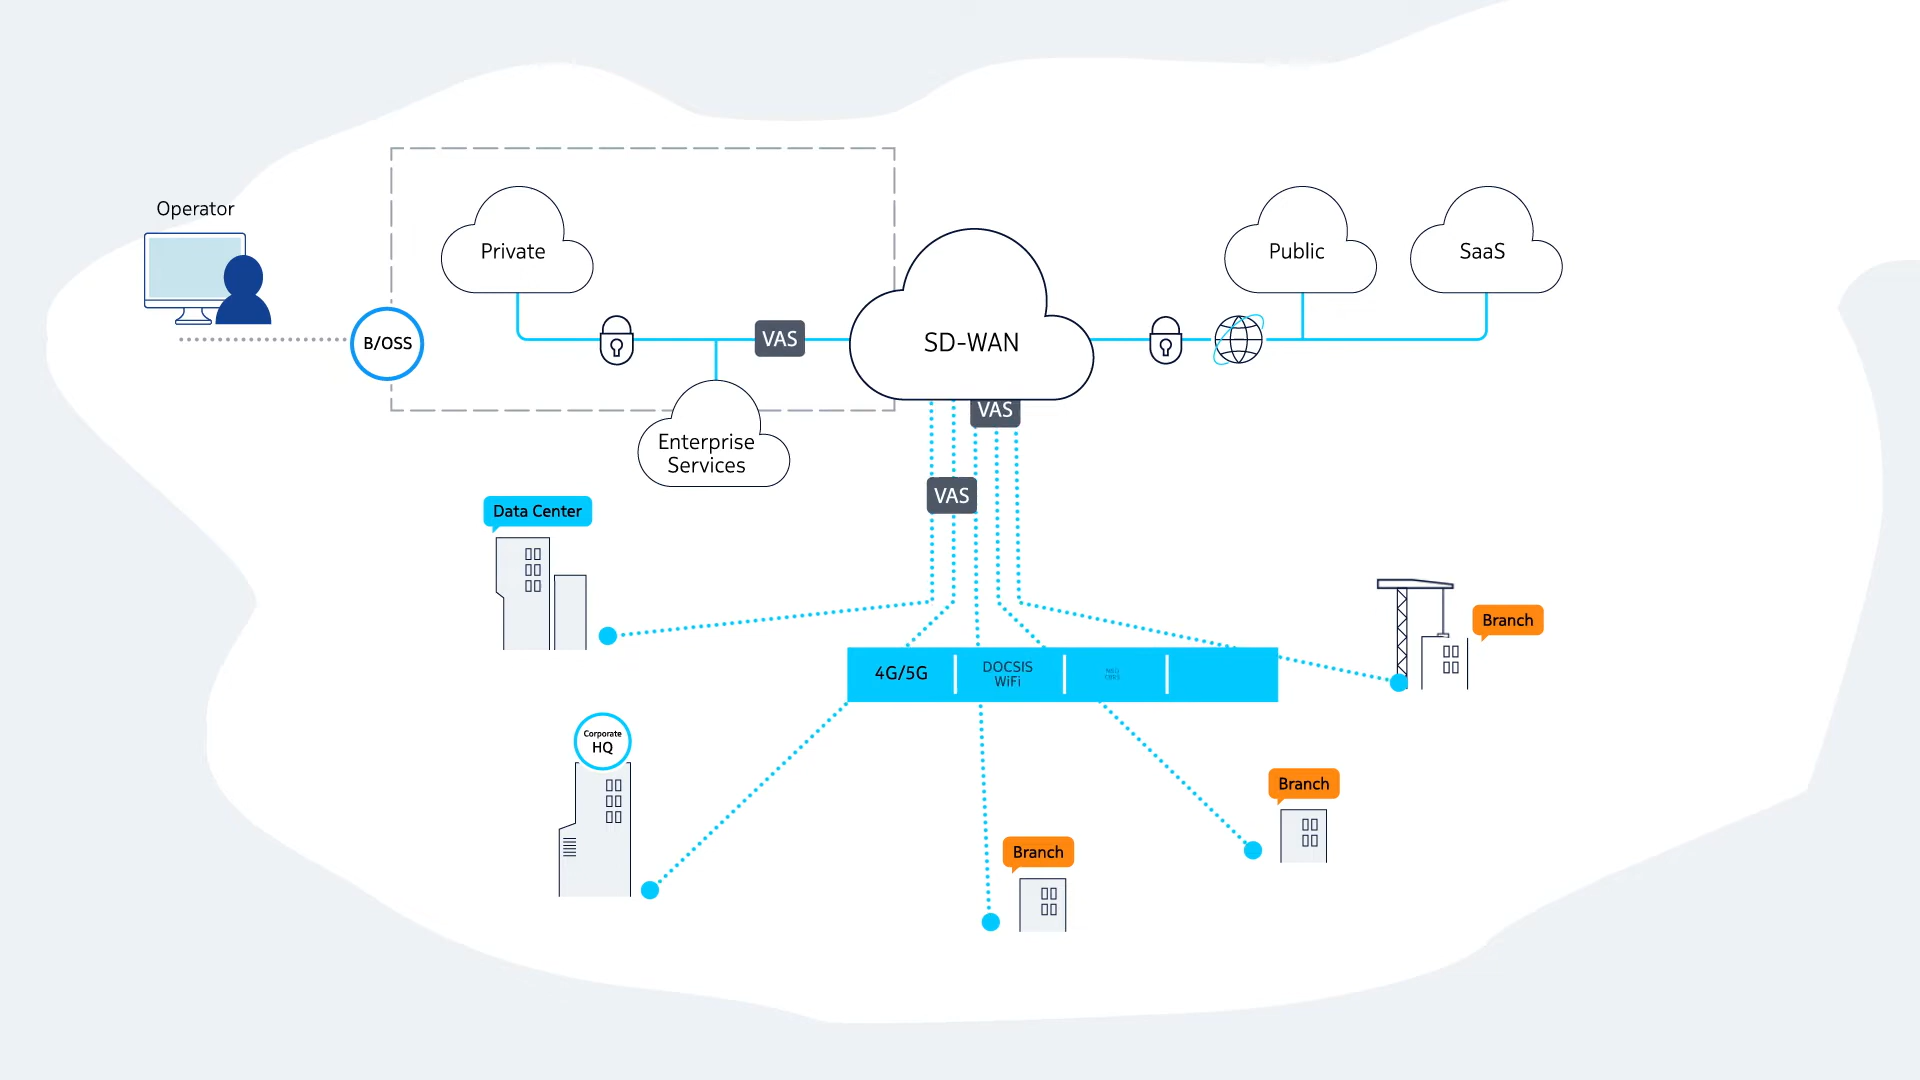 Operator
Private
Public
SaaS
B/OSS
VAS
SD-WAN
VAS
Enterprise
Services
VAS
Data Center
Branch
4G/5G
DOCSIS
WiFi
Corporate
HQ
Branch
Branch